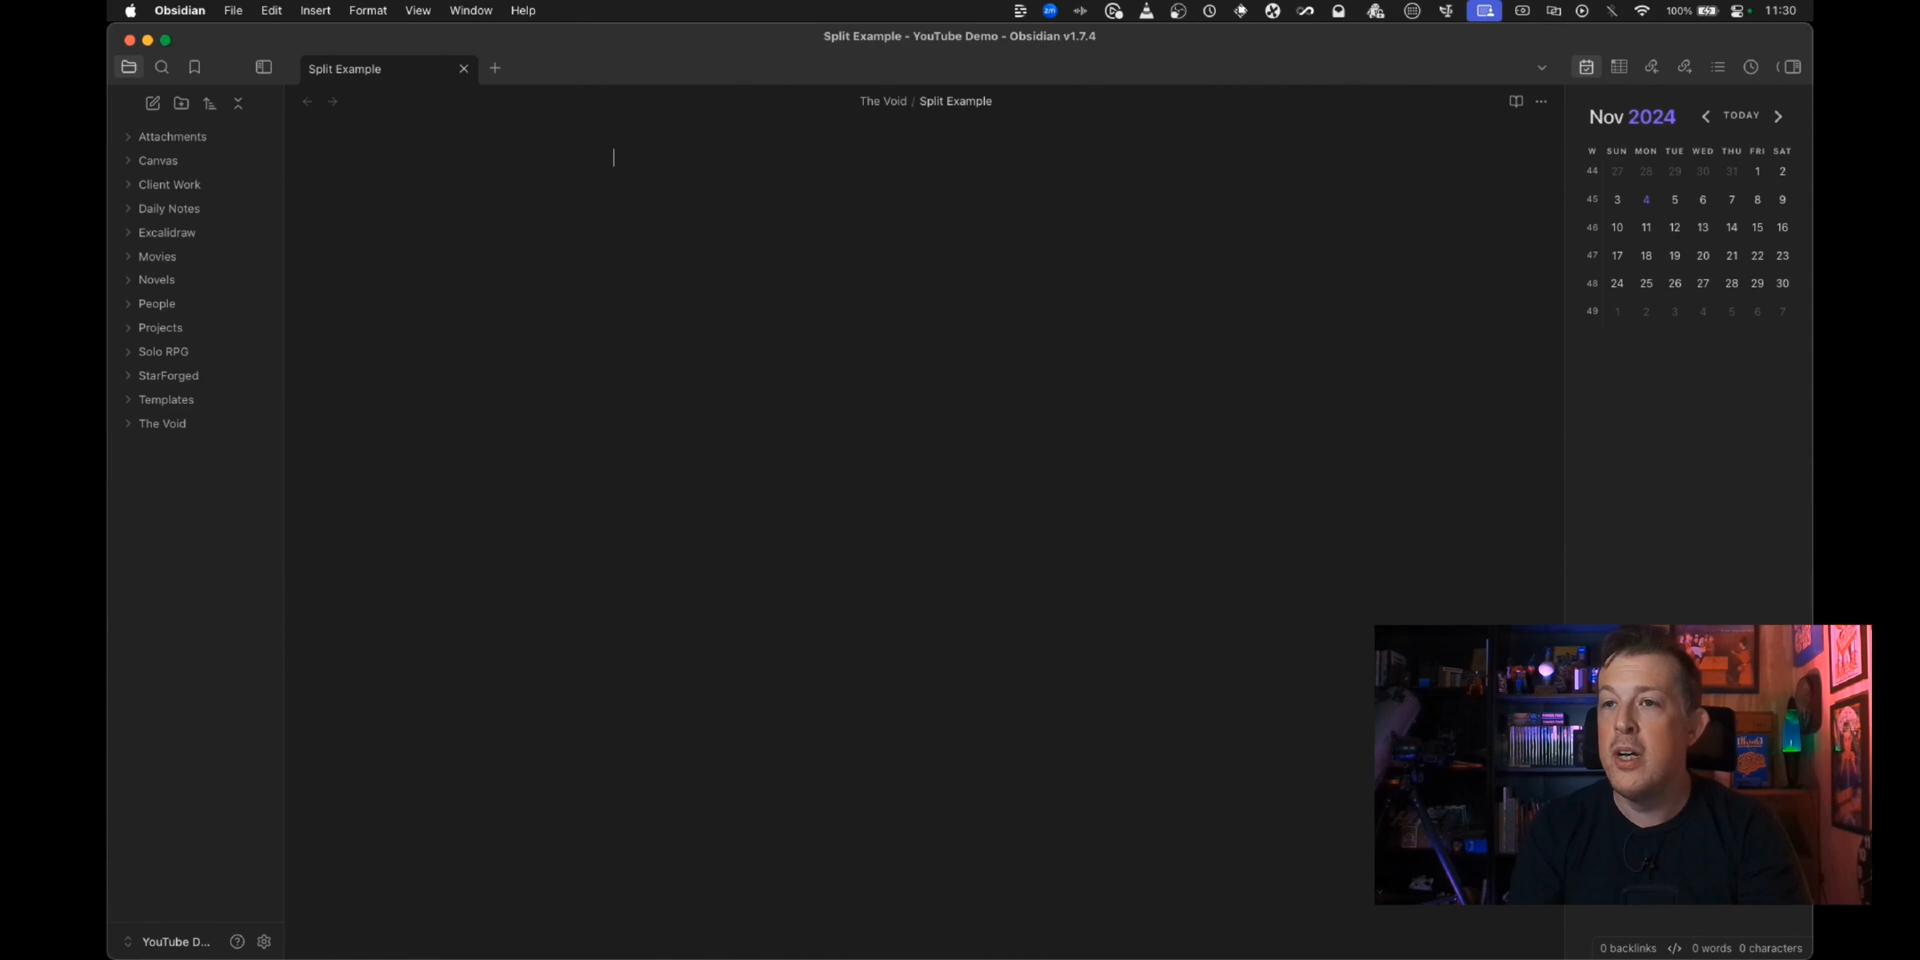 Obsidian File Edit Insert Format View Window Help
zm 100% 11:30
Split Example - YouTube Demo - Obsidian v1.7.4
Split Example
The Void / Split Example
Attachments
Canvas
Client Work
Daily Notes
Excalidraw
Movies
Novels
People
Projects
Solo RPG
StarForged
Templates
The Void
YouTube D...
Nov 2024 TODAY
W SUN MON TUE WED THU FRI SAT
44 27 28 29 30 31 1 2
45 3 4 5 6 7 8 9
46 10 11 12 13 14 15 16
47 17 18 19 20 21 22 23
48 24 25 26 27 28 29 30
49 1 2 3 4 5 6 7
0 backlinks 0 words 0 characters